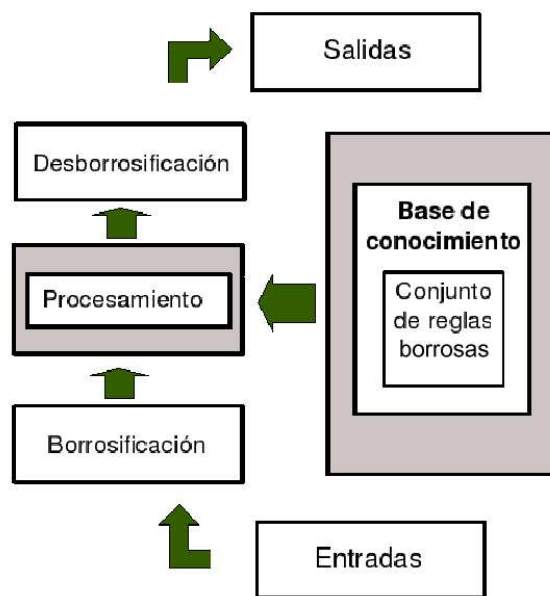 Salidas
Desborrosificación
Base de
conocimiento
Procesamiento
Conjunto
de reglas
borrosas
Borrosificación
Entradas